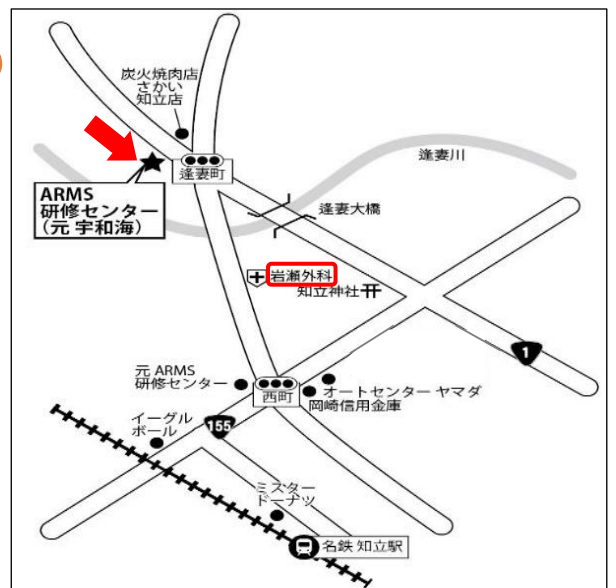 炭火焼肉店
さかい
知立店
逢妻町
逢妻川
ARMS
研修センター
(元 宇和海)
逢妻大橋
岩瀬外科
知立神社
1
元 ARMS
研修センター
西町
オートセンター ヤマダ
岡崎信用金庫
イーグル
ボール
155
ミスター
ドーナツ
名鉄 知立駅